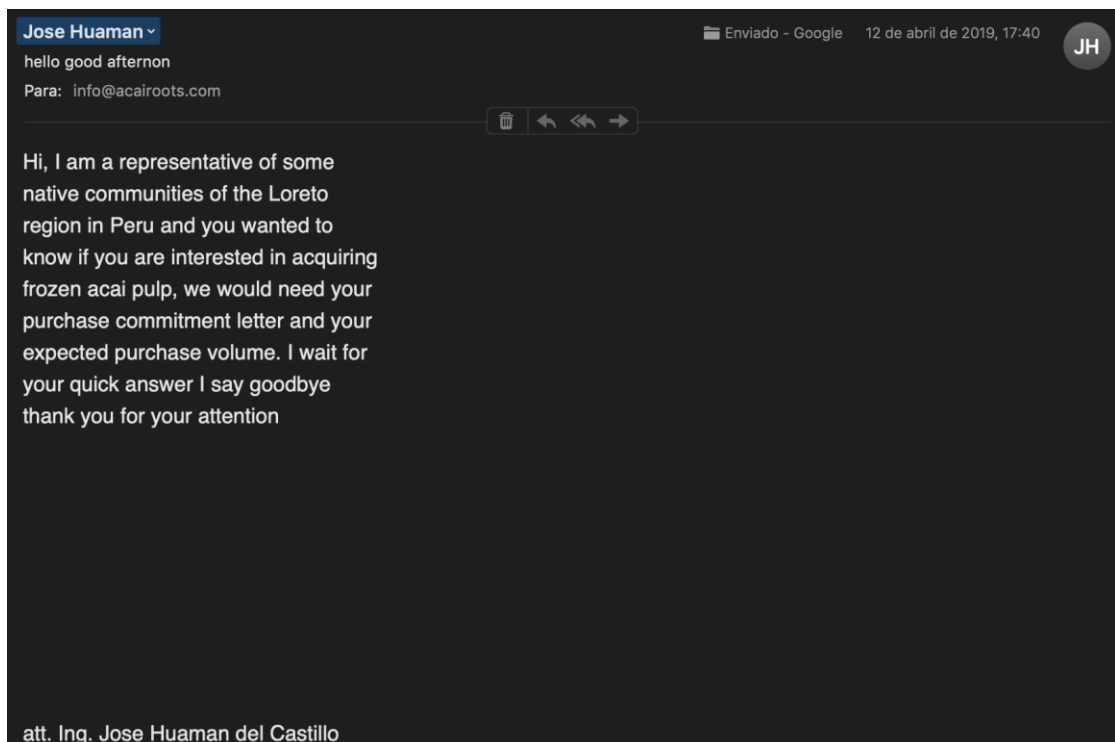 Jose Huaman
Enviado - Google 12 de abril de 2019, 17:40
JH
hello good afternon
Para: info@acairoots.com
Hi, I am a representative of some
native communities of the Loreto
region in Peru and you wanted to
know if you are interested in acquiring
frozen acai pulp, we would need your
purchase commitment letter and your
expected purchase volume. I wait for
your quick answer I say goodbye
thank you for your attention
att. Ing. Jose Huaman del Castillo